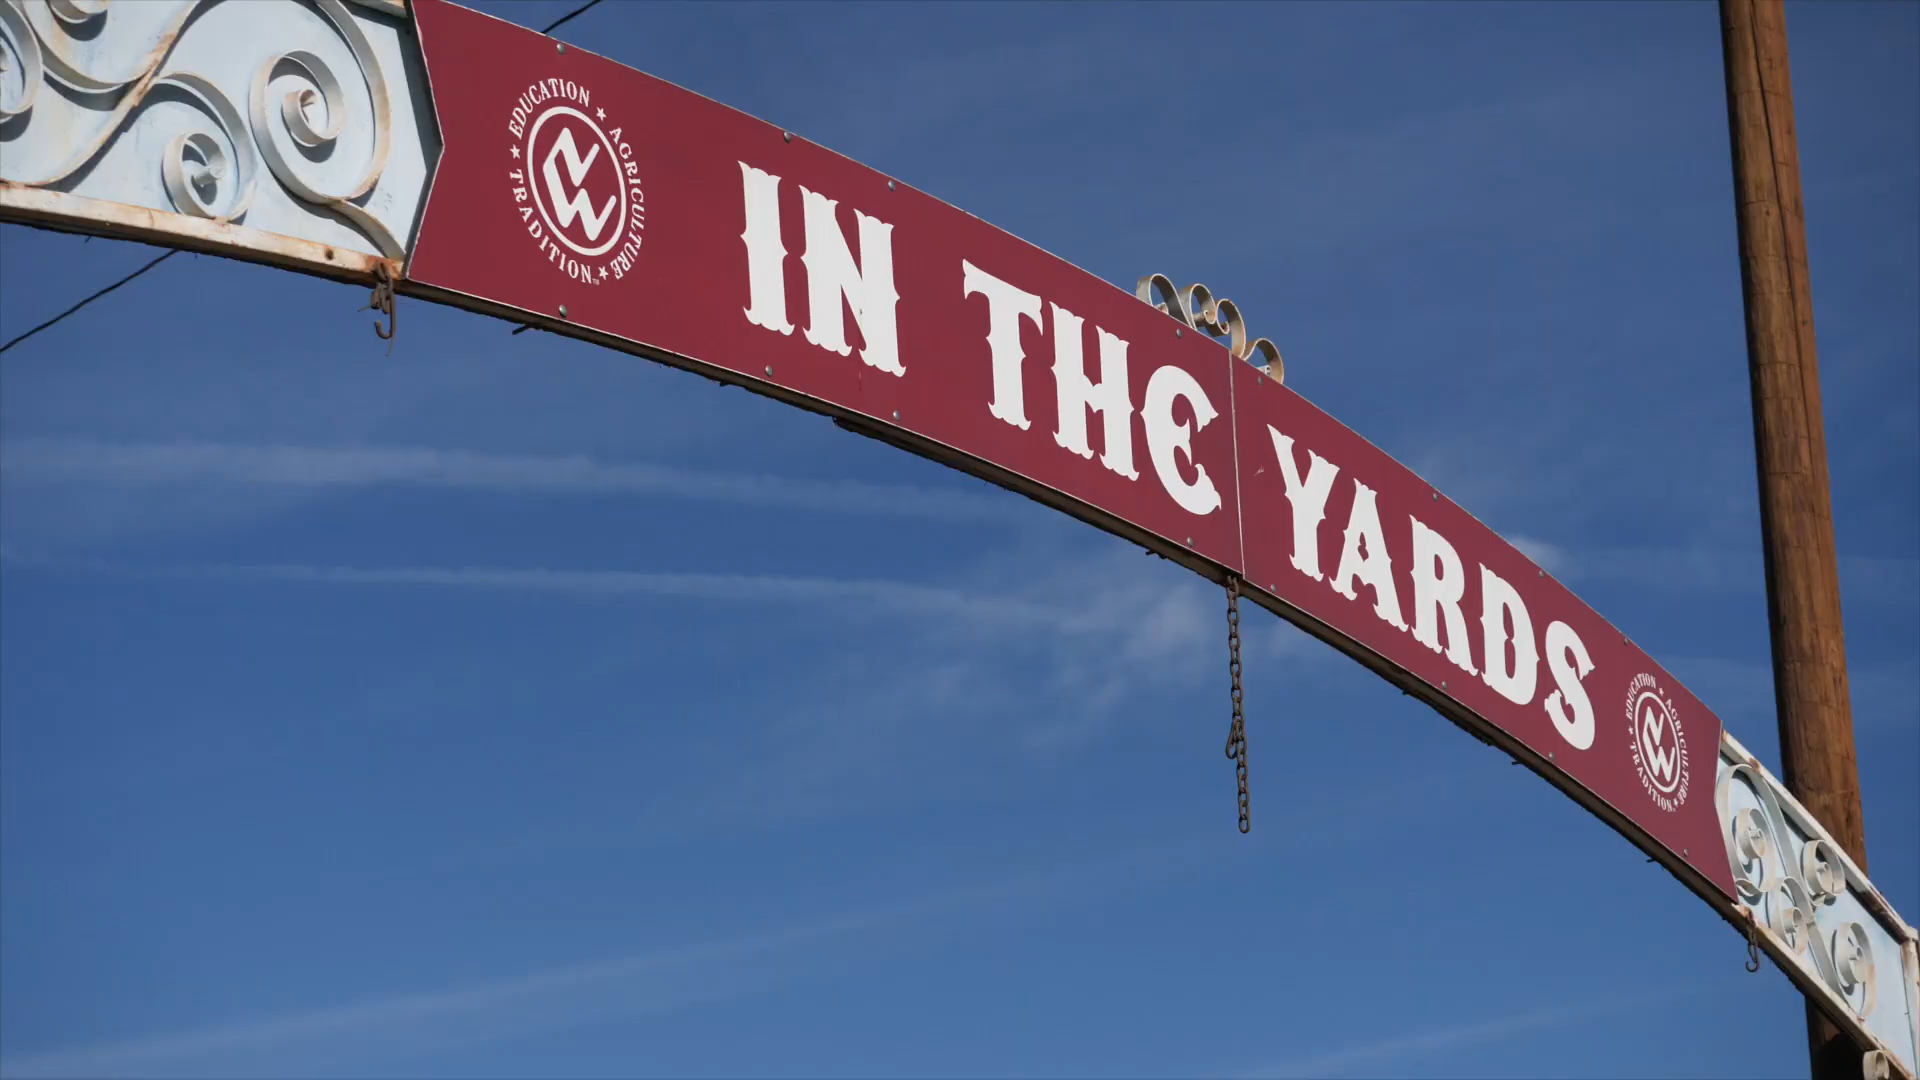 EDUCATION ★ AGRICULTURE ★ TRADITION ★
IN THE YARDS
EDUCATION ★ AGRICULTURE ★ TRADITION ★